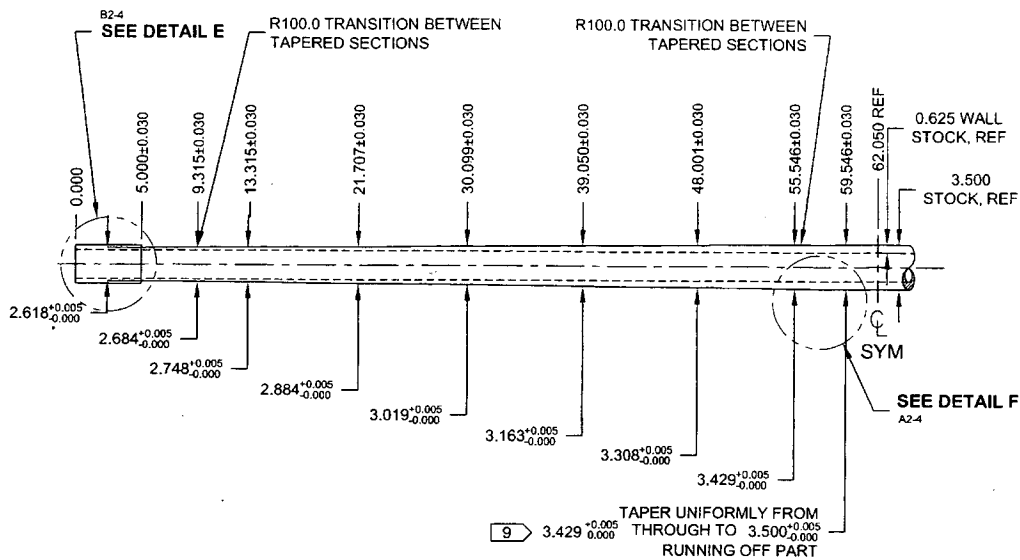 B2-4
SEE DETAIL E
R100.0 TRANSITION BETWEEN
TAPERED SECTIONS
R100.0 TRANSITION BETWEEN
TAPERED SECTIONS
0.000
5.000±0.030
9.315±0.030
13.315±0.030
21.707±0.030
30.099±0.030
39.050±0.030
48.001±0.030
55.546±0.030
59.546±0.030
62.050 REF
0.625 WALL
STOCK, REF
3.500
STOCK, REF
2.618+0.005 -0.000
2.684+0.005 -0.000
2.748+0.005 -0.000
2.884+0.005 -0.000
3.019+0.005 -0.000
3.163+0.005 -0.000
3.308+0.005 -0.000
3.429+0.005 -0.000
℄
SYM
SEE DETAIL F
A2-4
TAPER UNIFORMLY FROM
9 3.429 +0.005 0.000 THROUGH TO 3.500+0.005 -0.000
RUNNING OFF PART